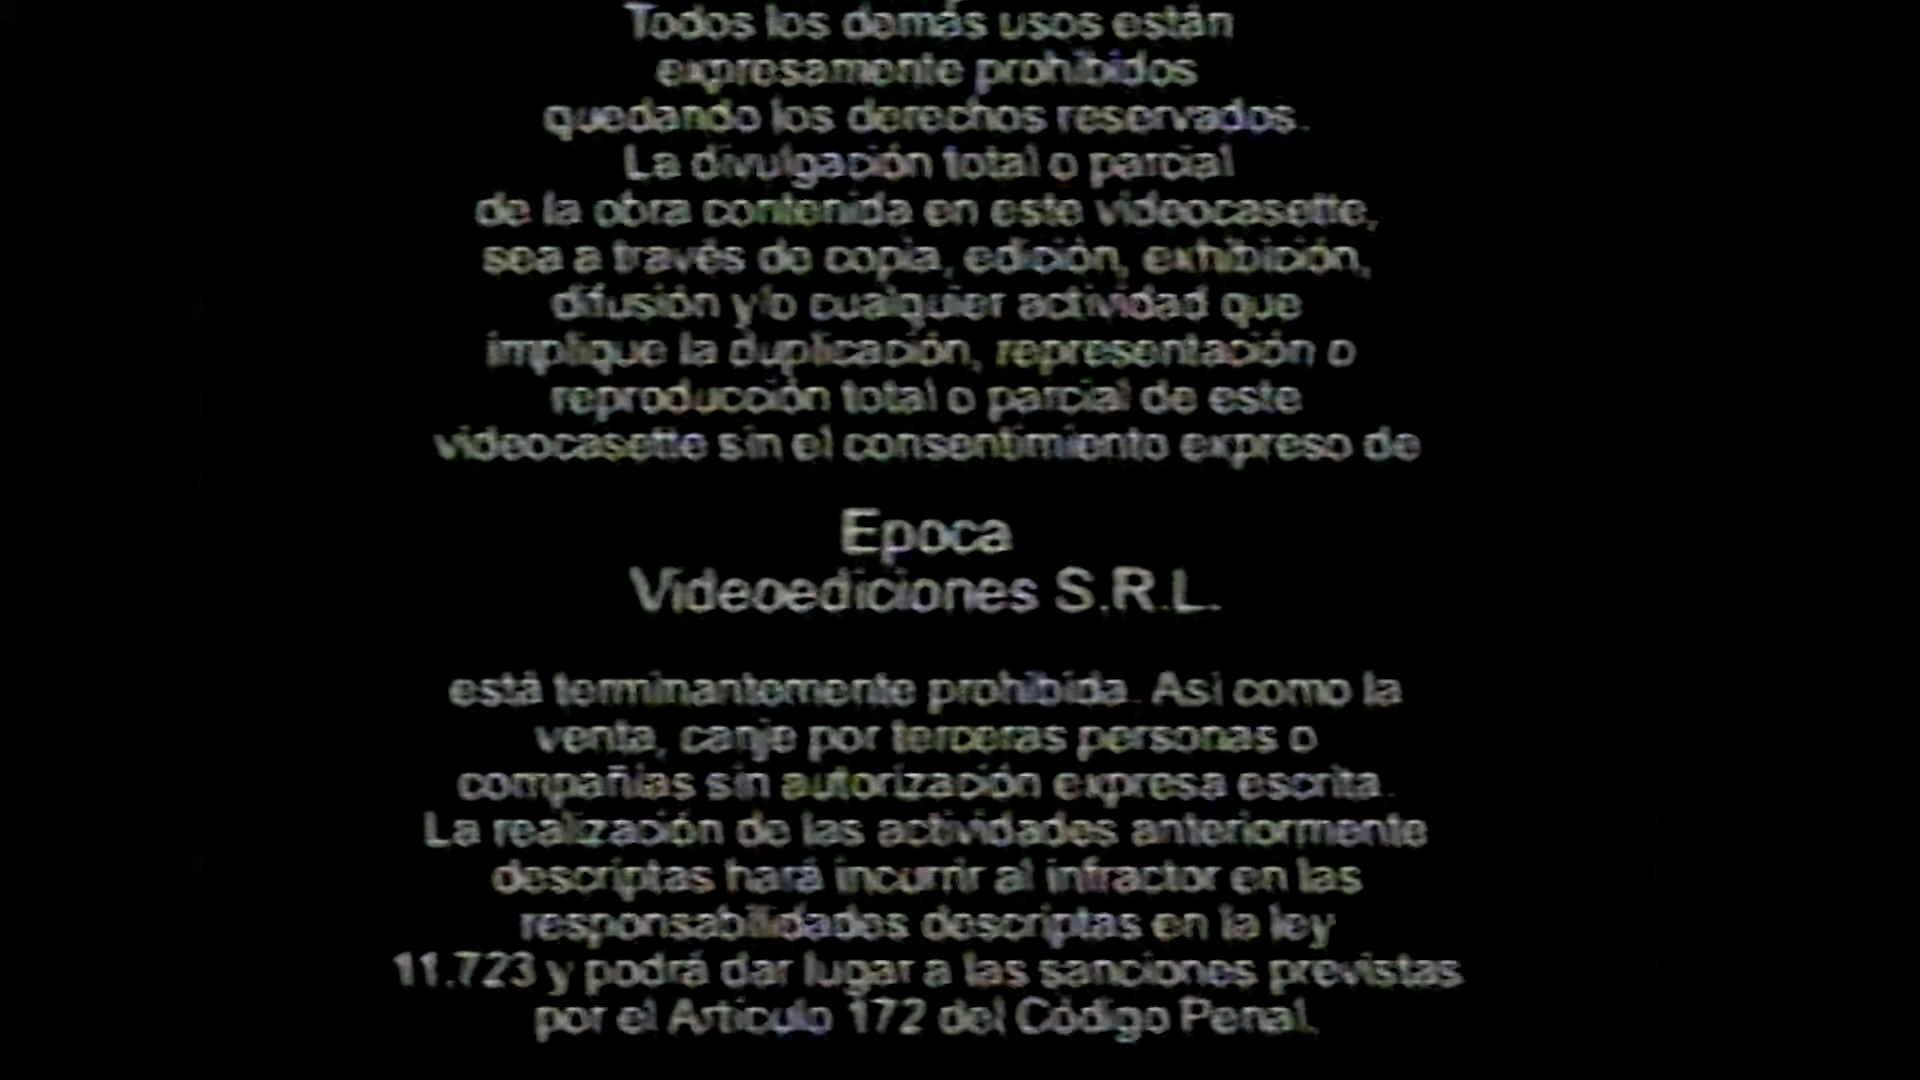 Todos los demás usos están
expresamente prohibidos
quedando los derechos reservados.
La divulgación total o parcial
de la obra contenida en este videocasette,
sea a través de copia, edición, exhibición,
difusión y/o cualquier actividad que
implique la duplicación, representación o
reproducción total o parcial de este
videocasette sin el consentimiento expreso de
Epoca
Videoediciones S.R.L.
está terminantemente prohibida. Asi como la
venta, canje por terceras personas o
compañias sin autorización expresa escrita.
La realización de las actividades anteriormente
descriptas hará incurrir al infractor en las
responsabilidades descriptas en la ley
11.723 y podrá dar lugar a las sanciones previstas
por el Artículo 172 del Código Penal.